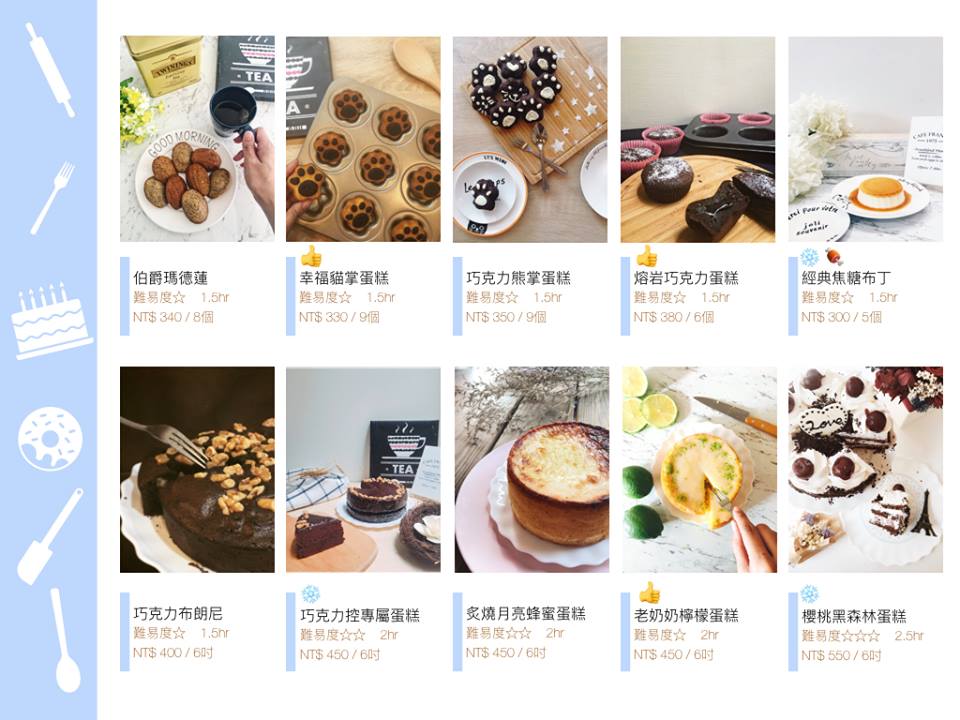 TWININGS
TEA
GOOD MORNING
伯爵瑪德蓮
難易度☆ 1.5hr
NT$ 340 / 8個
幸福貓掌蛋糕
難易度☆ 1.5hr
NT$ 330 / 9個
巧克力熊掌蛋糕
難易度☆ 1.5hr
NT$ 350 / 9個
熔岩巧克力蛋糕
難易度☆ 1.5hr
NT$ 380 / 6個
joli
souvenir
經典焦糖布丁
難易度☆ 1.5hr
NT$ 300 / 5個
巧克力布朗尼
難易度☆ 1.5hr
NT$ 400 / 6吋
TEA
巧克力控專屬蛋糕
難易度☆☆ 2hr
NT$ 450 / 6吋
炙燒月亮蜂蜜蛋糕
難易度☆☆ 2hr
NT$ 450 / 6吋
老奶奶檸檬蛋糕
難易度☆ 2hr
NT$ 450 / 6吋
Love
櫻桃黑森林蛋糕
難易度☆☆☆ 2.5hr
NT$ 550 / 6吋